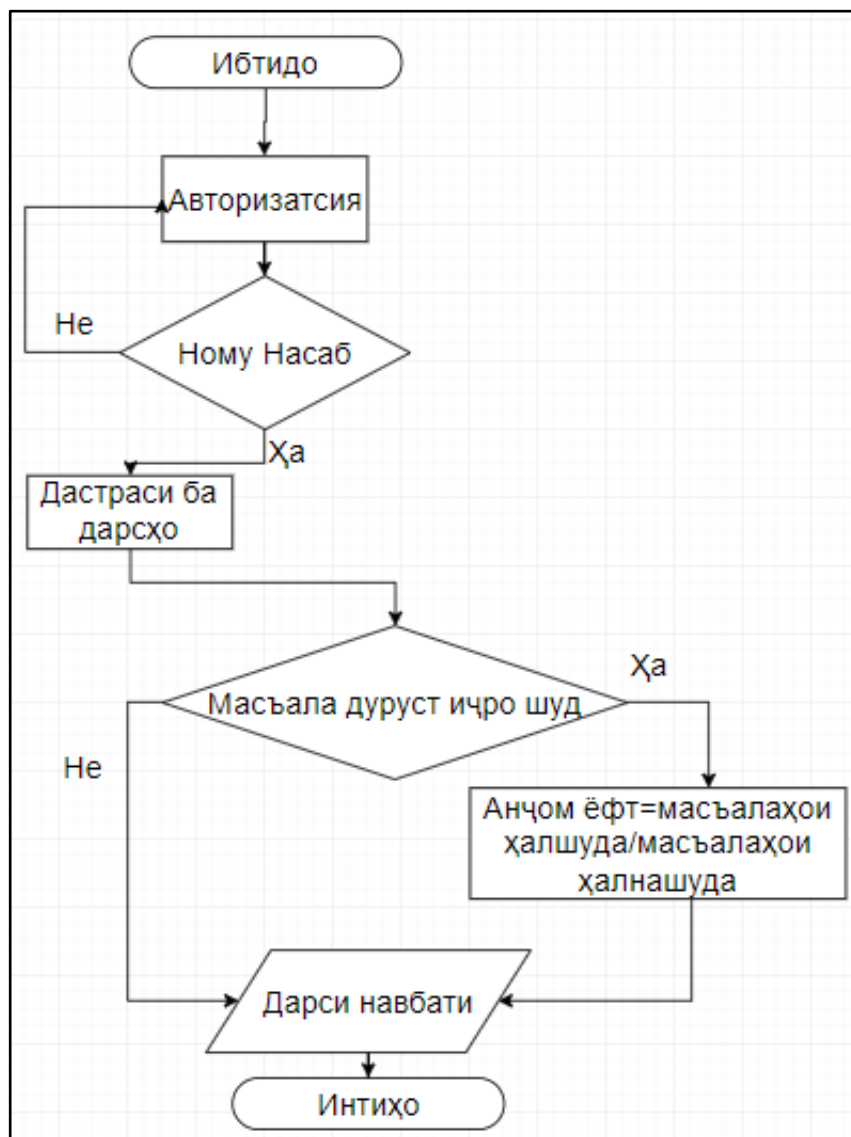 Ибтидо
Авторизатсия
Не
Ному Насаб
Ҳа
Дастраси ба
дарсҳо
Ҳа
Масъала дуруст иҷро шуд
Не
Анҷом ёфт=масъалаҳои
ҳалшуда/масъалаҳои
ҳалнашуда
Дарси навбати
Интиҳо